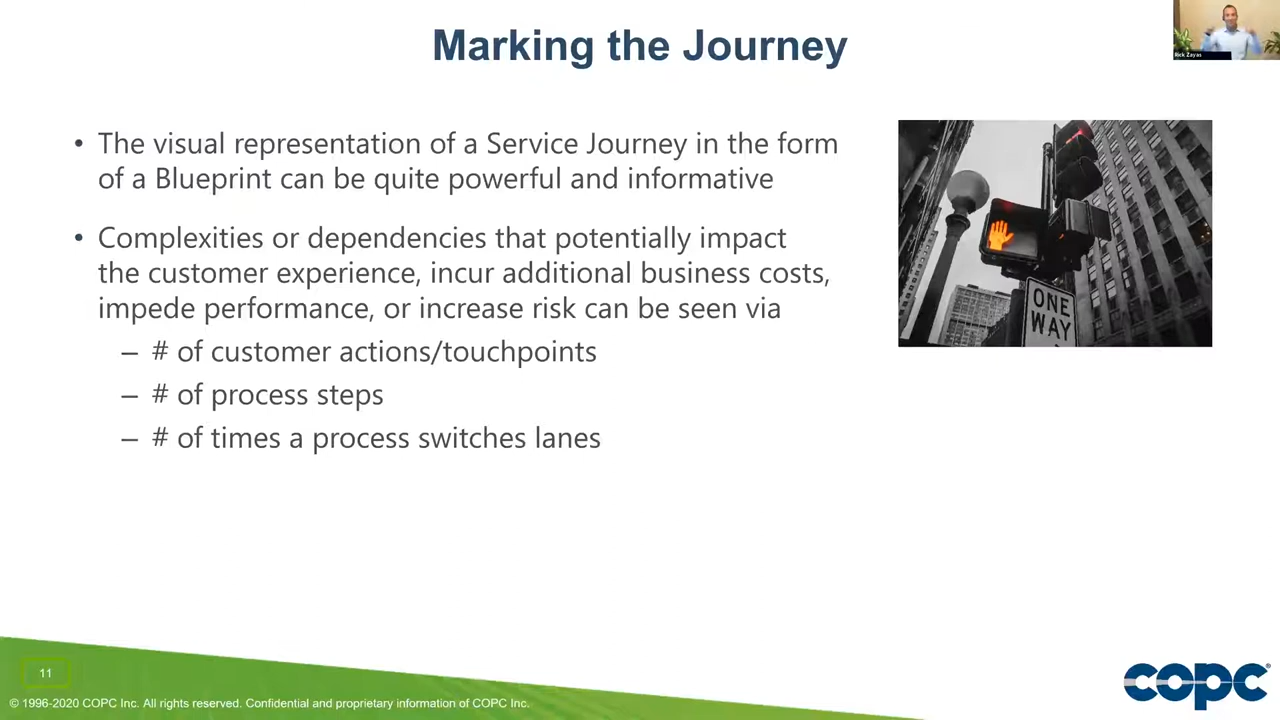 Marking the Journey
Rick Zayas
• The visual representation of a Service Journey in the form
of a Blueprint can be quite powerful and informative
• Complexities or dependencies that potentially impact
the customer experience, incur additional business costs,
impede performance, or increase risk can be seen via
– # of customer actions/touchpoints
– # of process steps
– # of times a process switches lanes
ONE
WAY
11
© 1996-2020 COPC Inc. All rights reserved. Confidential and proprietary information of COPC Inc.
copc®